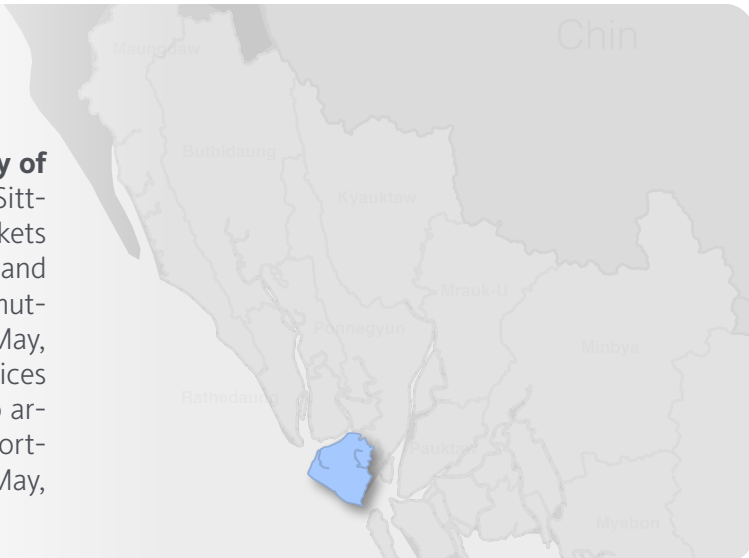 y of
Sitt-
kets
and
nut-
May,
ices
ar-
ort-
May,
Chin
Maungdaw
Buthidaung
Kyauktaw
Mrauk-U
Ponnagyun
Minbya
Rathedaung
Pauktaw
Myebon